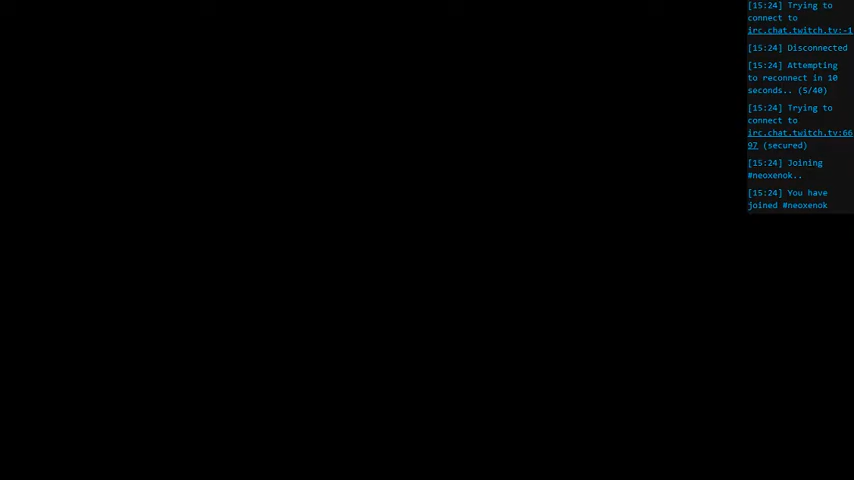 [15:24] Trying to
connect to
irc.chat.twitch.tv:-1
[15:24] Disconnected
[15:24] Attempting
to reconnect in 10
seconds.. (5/40)
[15:24] Trying to
connect to
irc.chat.twitch.tv:66
97 (secured)
[15:24] Joining
#neoxenok..
[15:24] You have
joined #neoxenok